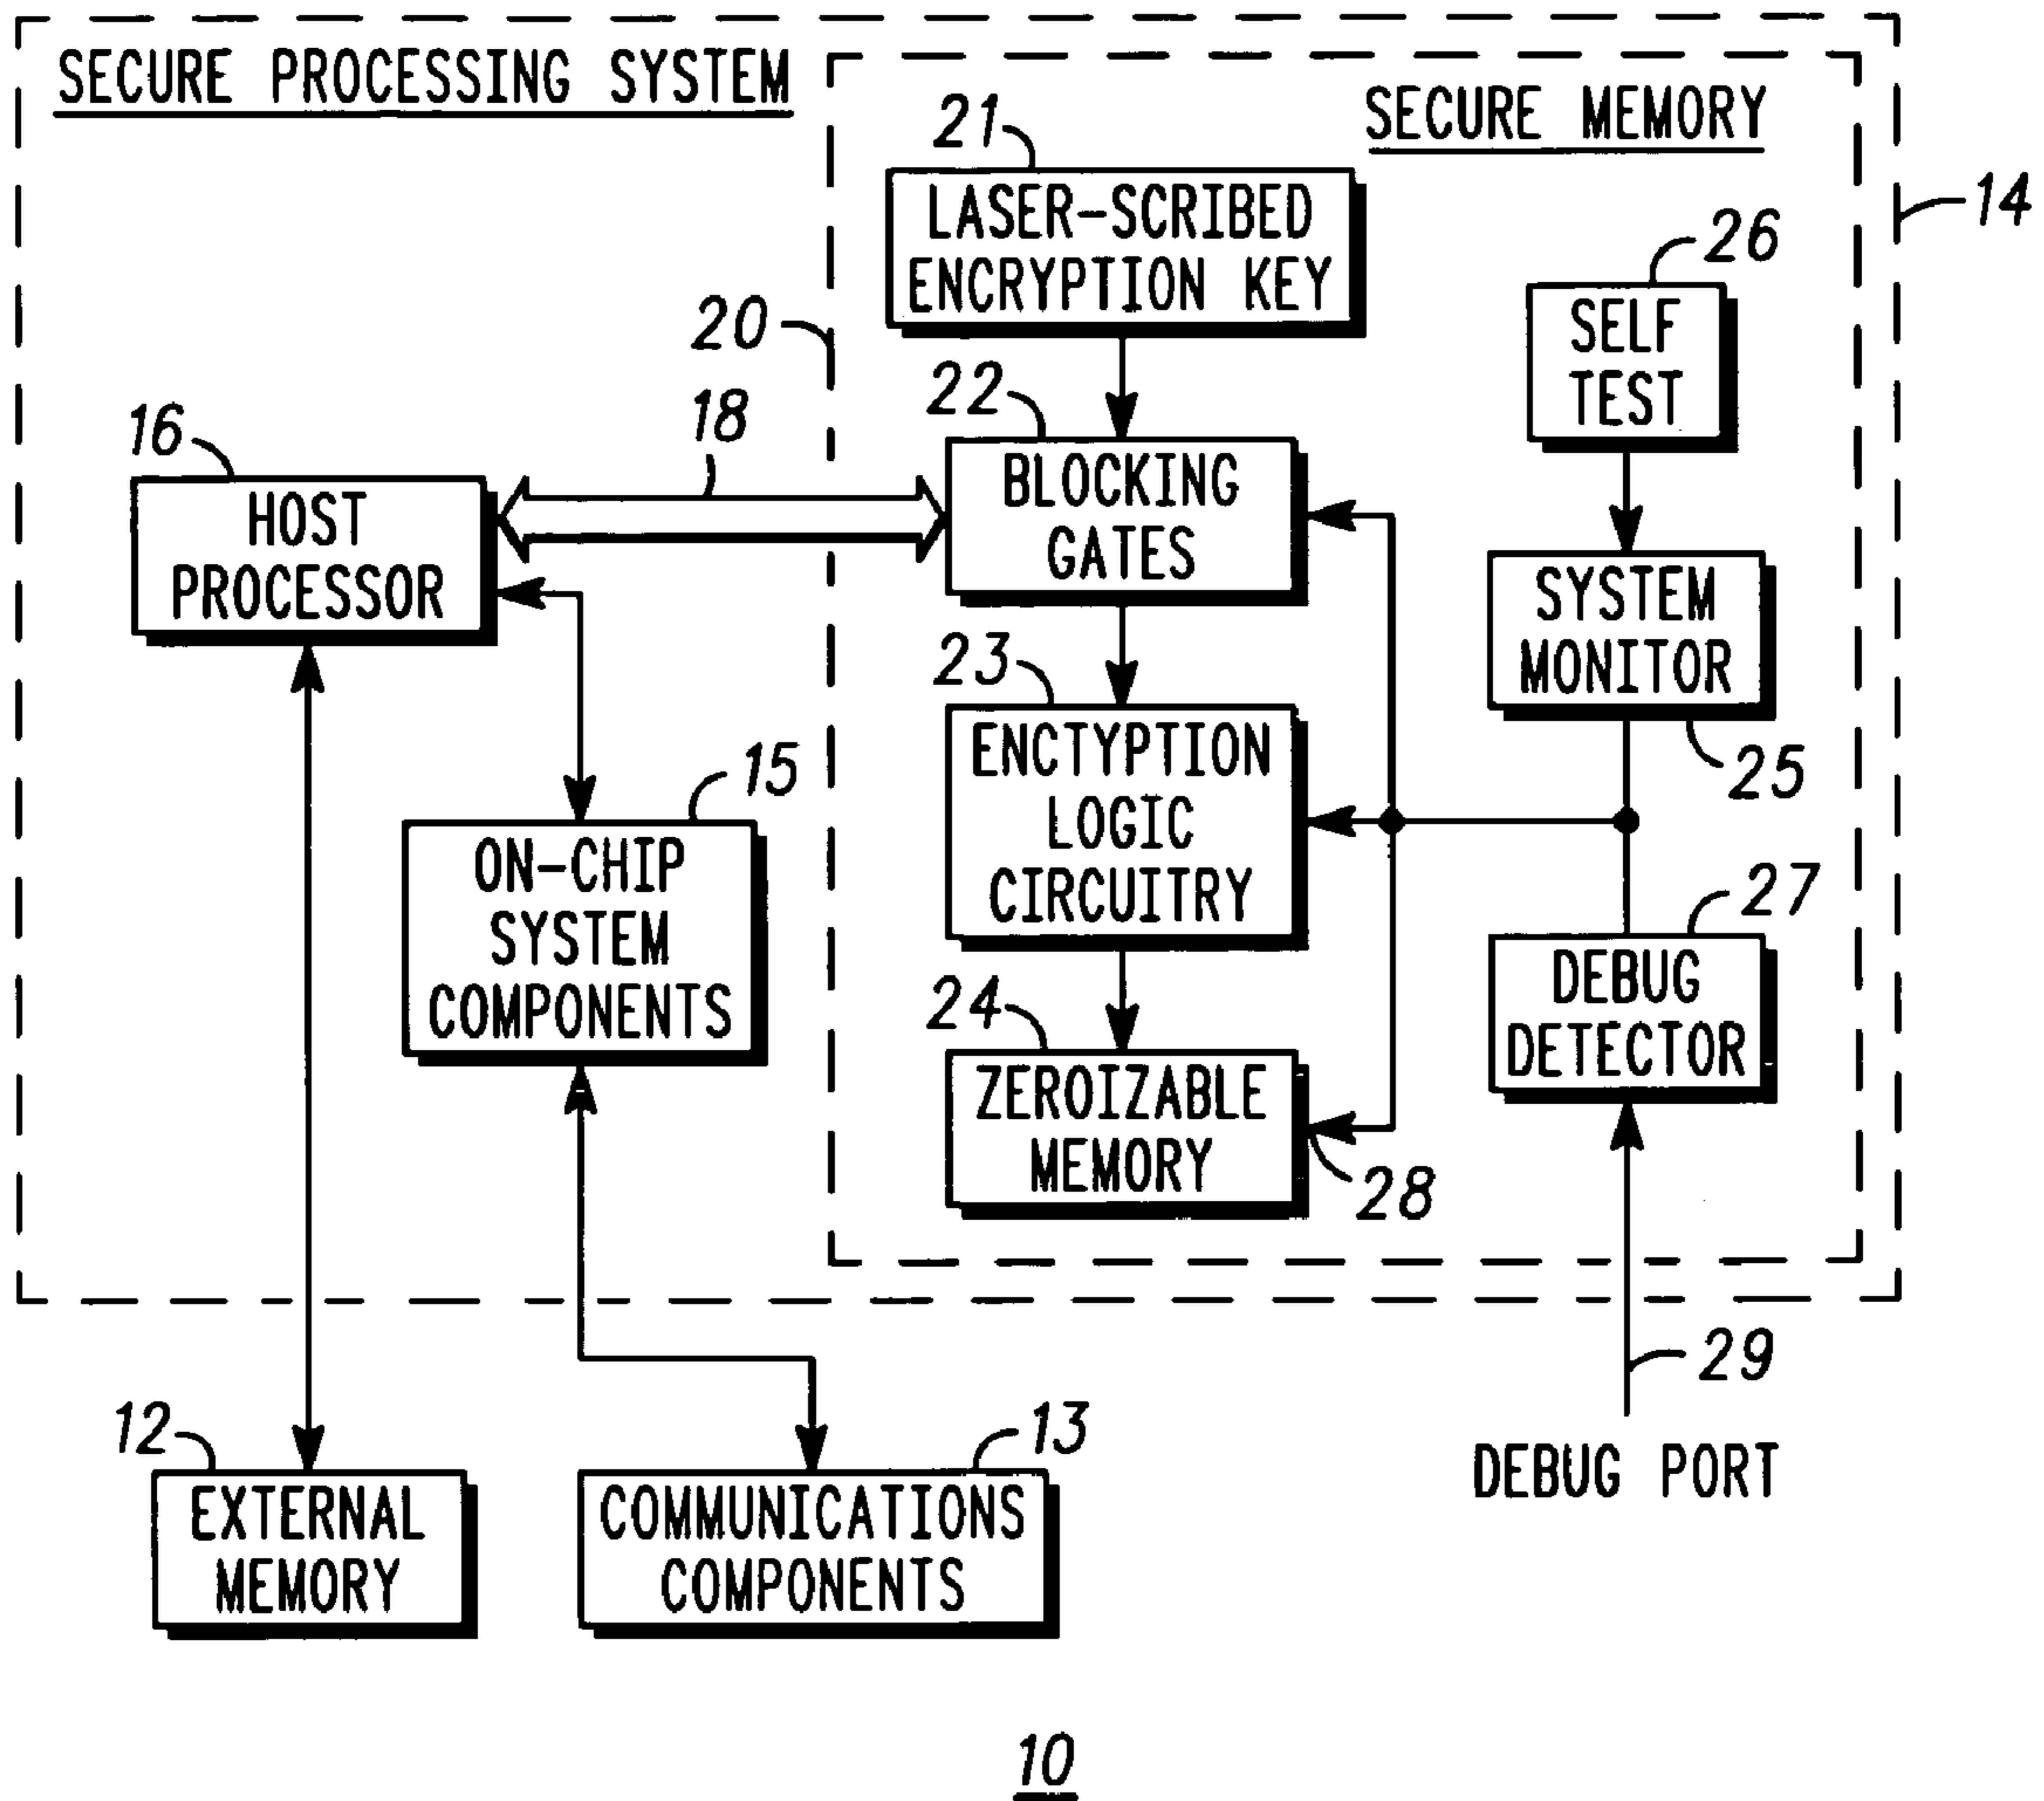 SECURE PROCESSING SYSTEM
SECURE MEMORY
21
LASER-SCRIBED
ENCRYPTION KEY
14
26
SELF
TEST
20
22
BLOCKING
GATES
18
16
HOST
PROCESSOR
SYSTEM
MONITOR
25
23
ENCTYPTION
LOGIC
CIRCUITRY
15
ON-CHIP
SYSTEM
COMPONENTS
27
DEBUG
DETECTOR
24
ZEROIZABLE
MEMORY
28
29
DEBUG PORT
12
EXTERNAL
MEMORY
13
COMMUNICATIONS
COMPONENTS
10